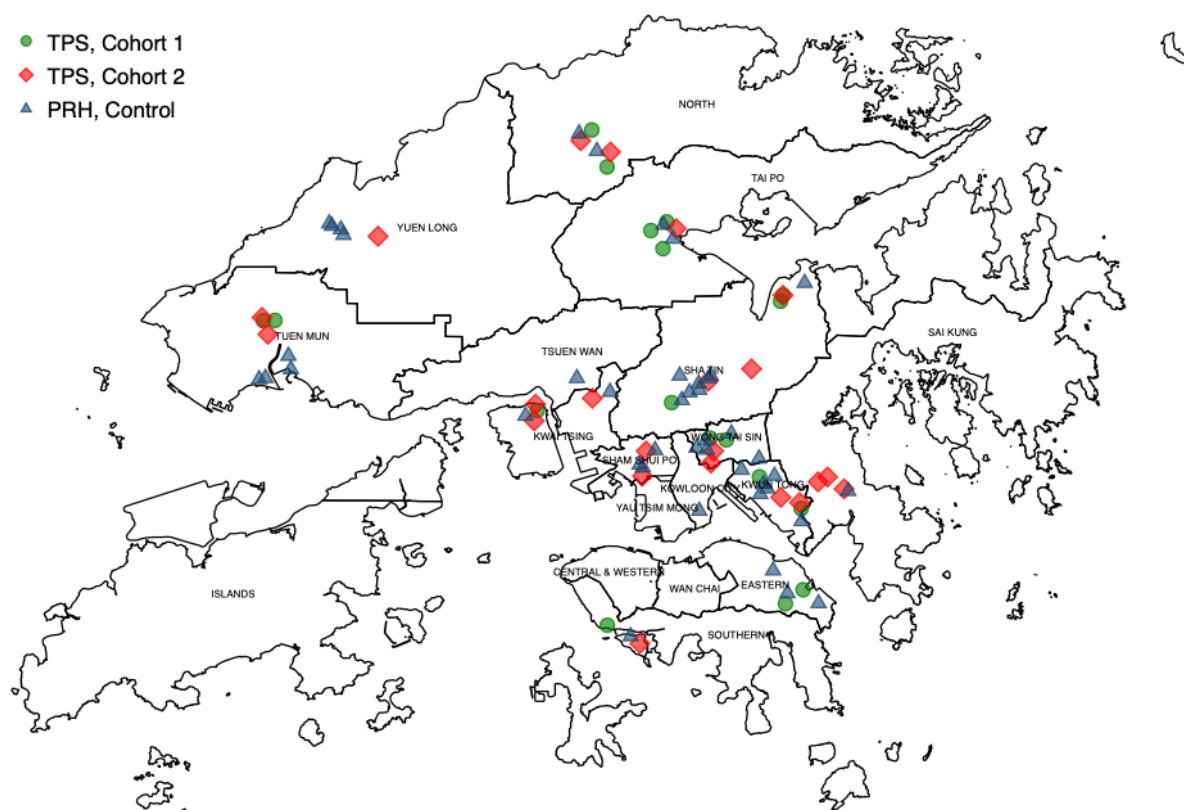 TPS, Cohort 1
TPS, Cohort 2
PRH, Control
NORTH
TAI PO
YUEN LONG
SAI KUNG
TUEN MUN
TSUEN WAN
SHA TIN
KWAI TSING
WONG TAI SIN
SHAM SHUI PO
KOWLOON CITY
KWUN TONG
YAU TSIM MONG
CENTRAL & WESTERN
WAN CHAI
EASTERN
ISLANDS
SOUTHERN